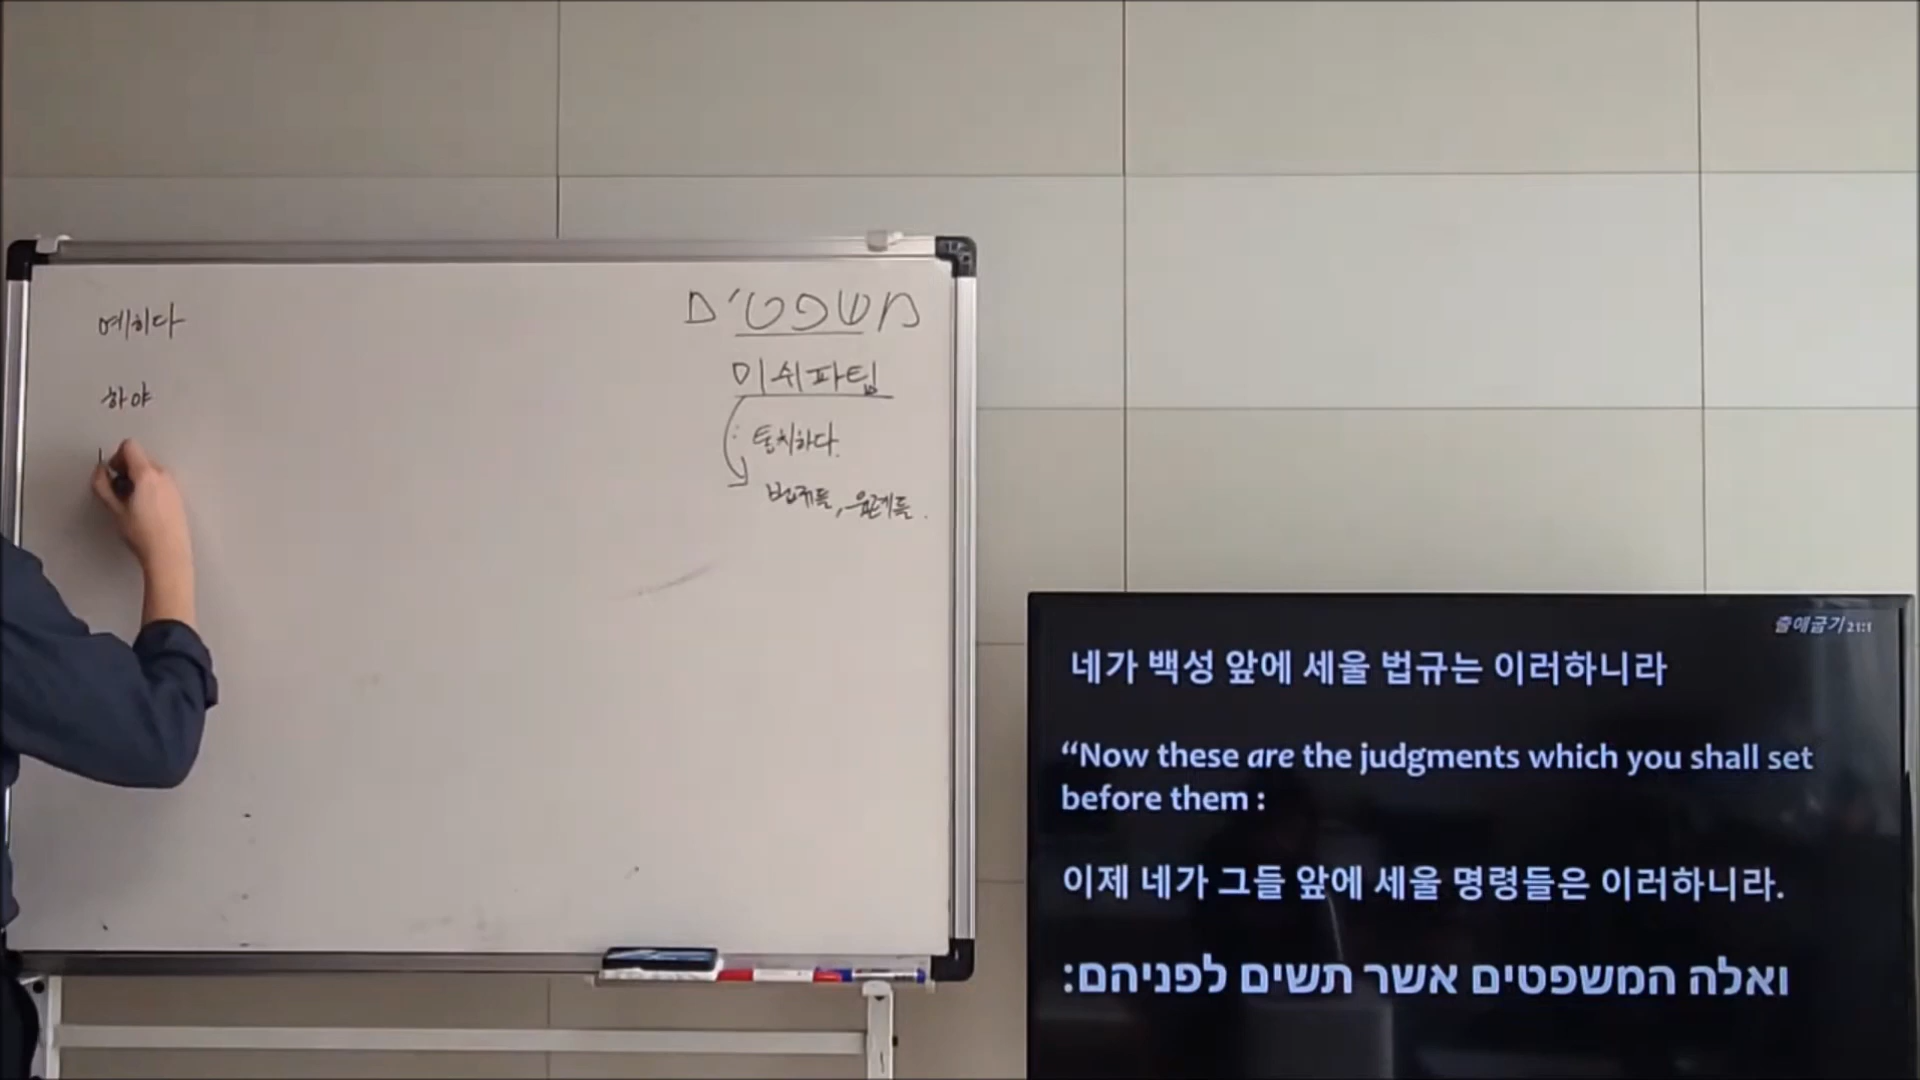 예히다
하야
משפטים
미쉬파팀
: 통치하다.
법규들, 율례들.
출애굽기 21:1
네가 백성 앞에 세울 법규는 이러하니라
“Now these are the judgments which you shall set
before them :
이제 네가 그들 앞에 세울 명령들은 이러하니라.
ואלה המשפטים אשר תשים לפניהם: